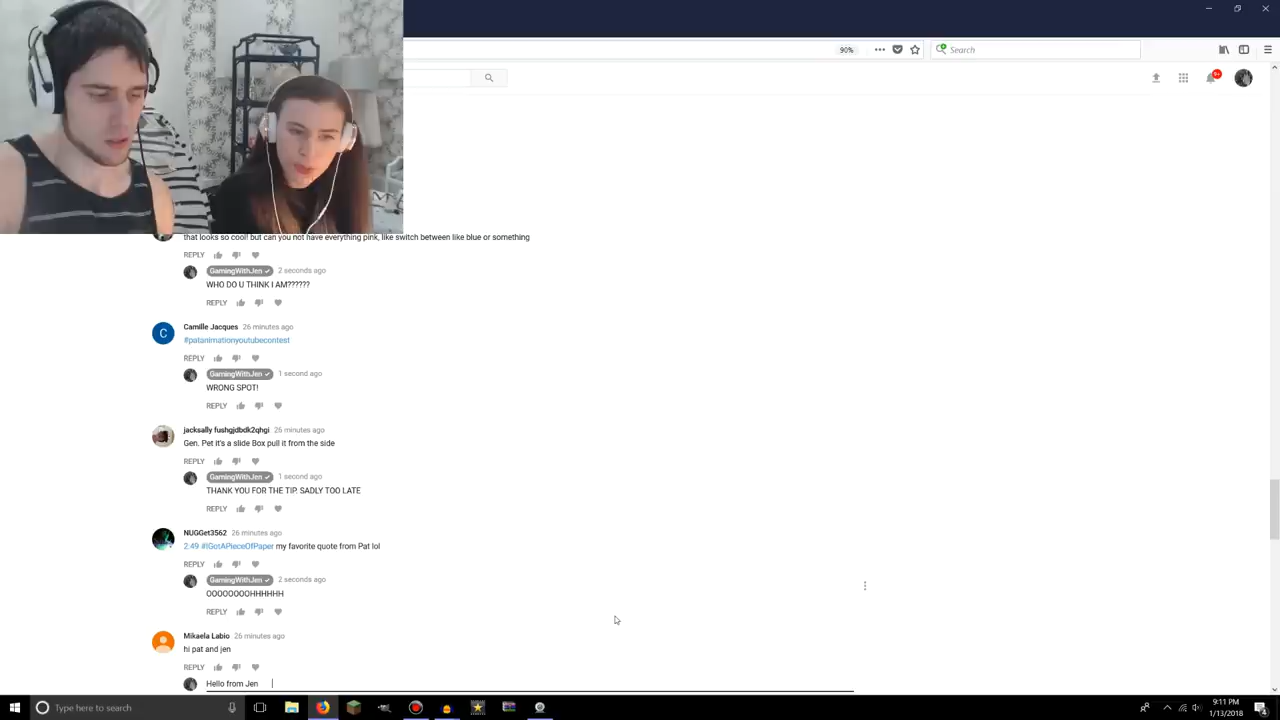 90%
Search
9+
that looks so cool! but can you not have everything pink, like switch between like blue or something
REPLY
GamingWithJen 2 seconds ago
WHO DO U THINK I AM??????
REPLY
C
Camille Jacques 26 minutes ago
#patanimationyoutubecontest
REPLY
GamingWithJen 1 second ago
WRONG SPOT!
REPLY
jacksally fushgjdbdk2qhgi 26 minutes ago
Gen. Pet it's a slide Box pull it from the side
REPLY
GamingWithJen 1 second ago
THANK YOU FOR THE TIP. SADLY TOO LATE
REPLY
NUGGet3562 26 minutes ago
2:49 #IGotAPieceOfPaper my favorite quote from Pat lol
REPLY
GamingWithJen 2 seconds ago
OOOOOOOOHHHHHH
REPLY
Mikaela Labio 26 minutes ago
hi pat and jen
REPLY
Hello from Jen
Type here to search
9:11 PM
1/13/2018
4